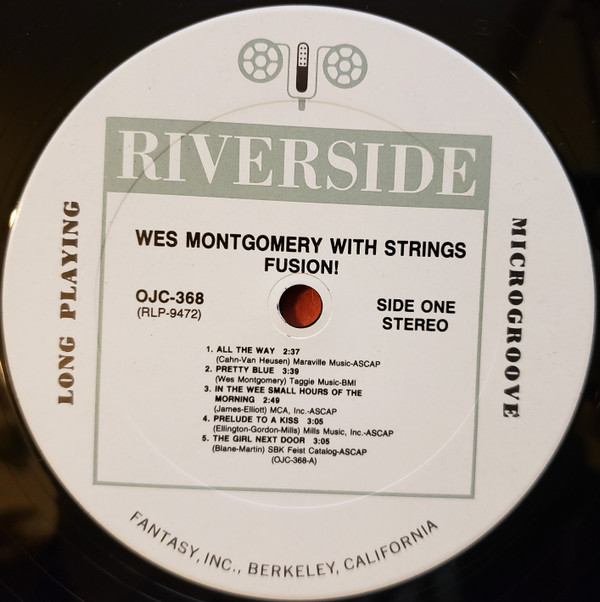 RIVERSIDE
WES MONTGOMERY WITH STRINGS
FUSION!
OJC-368
(RLP-9472)
SIDE ONE
STEREO
LONG PLAYING
MICROGROOVE
1. ALL THE WAY 2:37
(Cahn-Van Heusen) Maraville Music-ASCAP
2. PRETTY BLUE 3:39
(Wes Montgomery) Taggie Music-BMI
3. IN THE WEE SMALL HOURS OF THE
MORNING 2:49
(James-Elliott) MCA, Inc.-ASCAP
4. PRELUDE TO A KISS 3:05
(Ellington-Gordon-Mills) Mills Music, Inc.-ASCAP
5. THE GIRL NEXT DOOR 3:05
(Blane-Martin) SBK Feist Catalog-ASCAP
(OJC-368-A)
FANTASY, INC., BERKELEY, CALIFORNIA